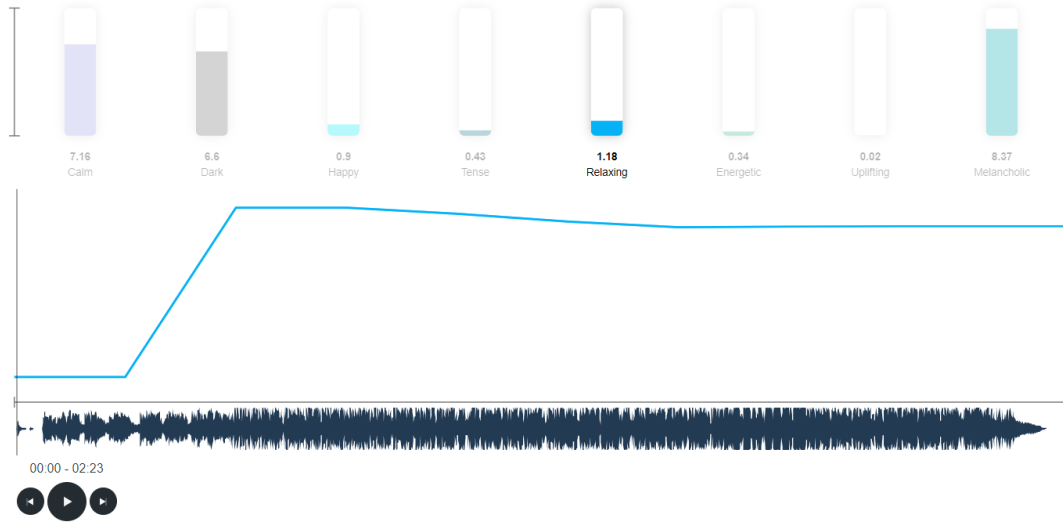 7.16 6.6 0.9 0.43 1.18 0.34 0.02 8.37
Calm Dark Happy Tense Relaxing Energetic Uplifting Melancholic
00:00 - 02:23